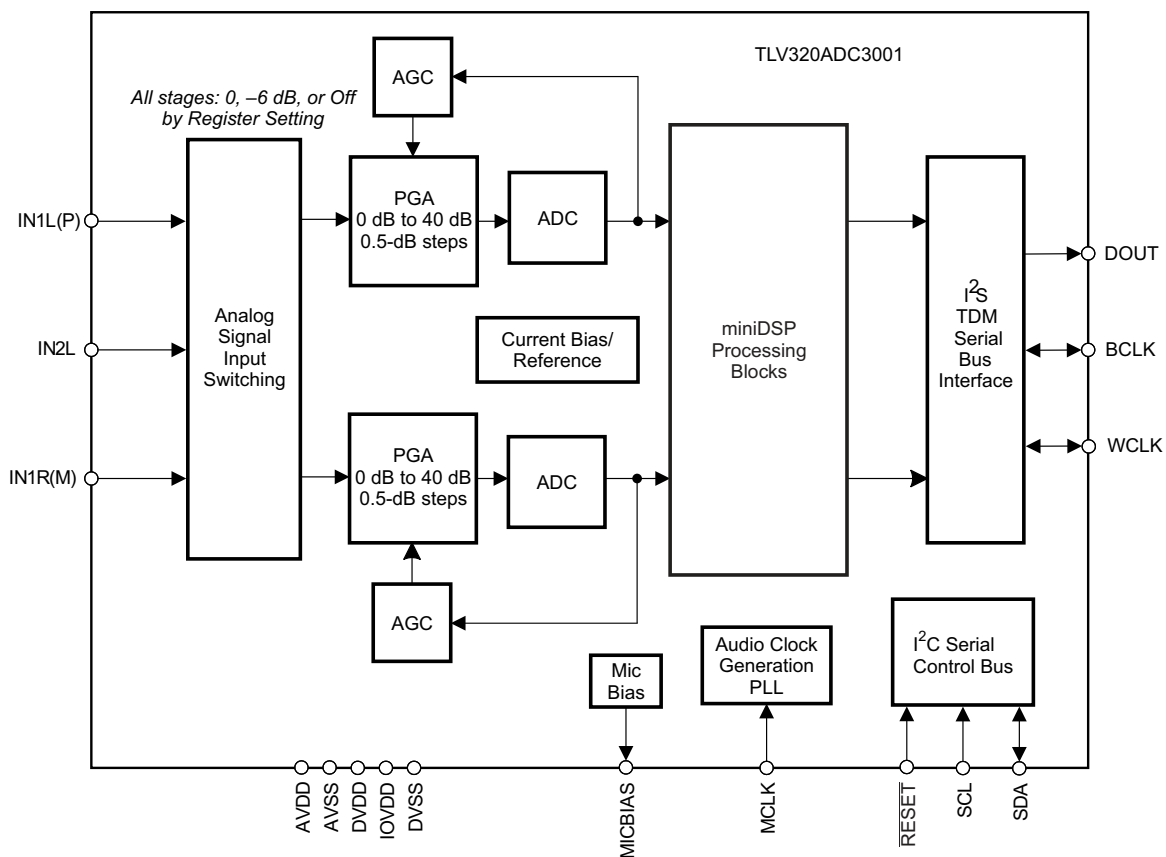 TLV320ADC3001
AGC
All stages: 0, –6 dB, or Off
by Register Setting
PGA
0 dB to 40 dB
0.5-dB steps
ADC
IN1L(P)
DOUT
Analog
Signal
Input
Switching
Current Bias/
Reference
miniDSP
Processing
Blocks
I²S
TDM
Serial
Bus
Interface
IN2L
BCLK
WCLK
IN1R(M)
PGA
0 dB to 40 dB
0.5-dB steps
ADC
AGC
Mic
Bias
Audio Clock
Generation
PLL
I²C Serial
Control Bus
AVDD
AVSS
DVDD
IOVDD
DVSS
MICBIAS
MCLK
RESET
SCL
SDA